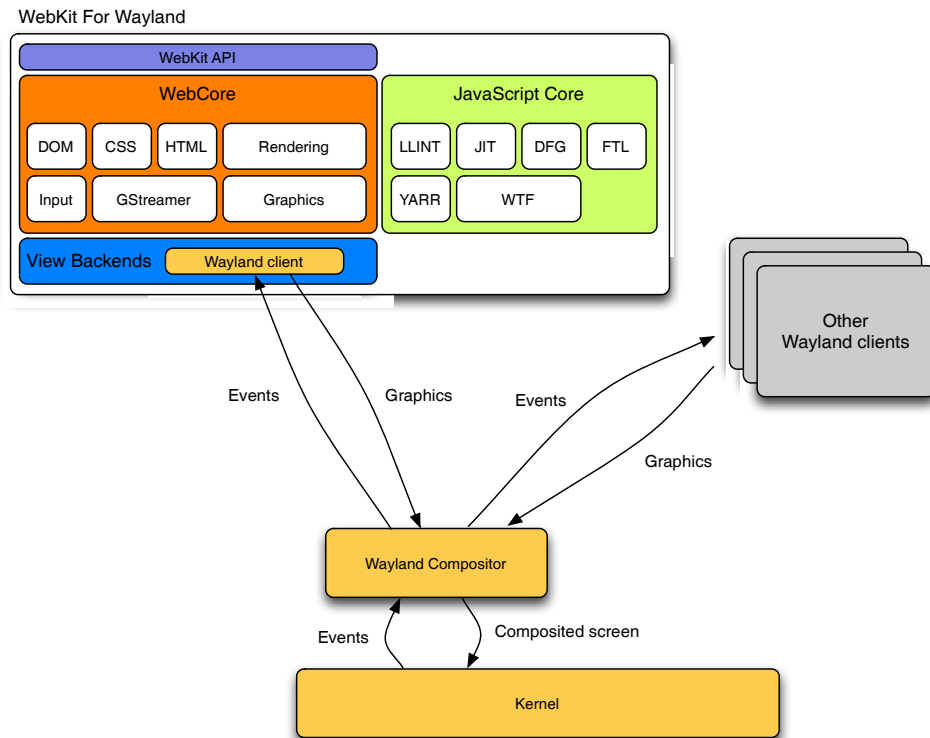 WebKit For Wayland
WebKit API
WebCore
JavaScript Core
DOM
CSS
HTML
Rendering
LLINT
JIT
DFG
FTL
Input
GStreamer
Graphics
YARR
WTF
View Backends
Wayland client
Other
Wayland clients
Events
Graphics
Events
Graphics
Wayland Compositor
Events
Composited screen
Kernel